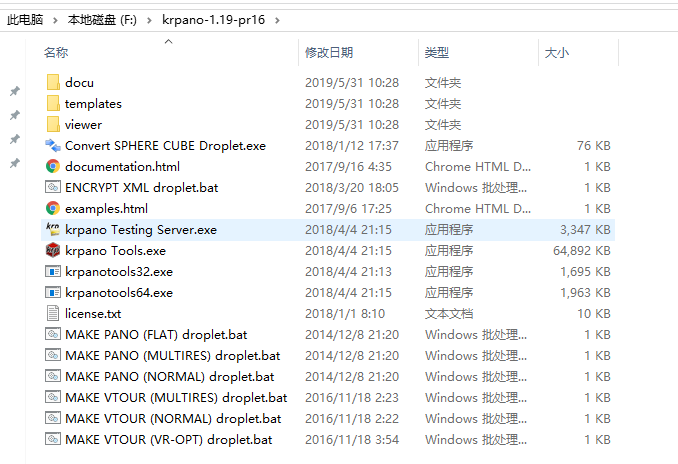 此电脑 > 本地磁盘 (F:) > krpano-1.19-pr16 >
名称 修改日期 类型 大小
docu 2019/5/31 10:28 文件夹
templates 2019/5/31 10:28 文件夹
viewer 2019/5/31 10:28 文件夹
Convert SPHERE CUBE Droplet.exe 2018/1/12 17:37 应用程序 76 KB
documentation.html 2017/9/16 4:35 Chrome HTML D... 1 KB
ENCRYPT XML droplet.bat 2018/3/20 18:05 Windows 批处理... 1 KB
examples.html 2017/9/6 17:25 Chrome HTML D... 1 KB
krpano Testing Server.exe 2018/4/4 21:15 应用程序 3,347 KB
krpano Tools.exe 2018/4/4 21:15 应用程序 64,892 KB
krpanotools32.exe 2018/4/4 21:13 应用程序 1,695 KB
krpanotools64.exe 2018/4/4 21:15 应用程序 1,963 KB
license.txt 2018/1/1 8:10 文本文档 10 KB
MAKE PANO (FLAT) droplet.bat 2014/12/8 21:20 Windows 批处理... 1 KB
MAKE PANO (MULTIRES) droplet.bat 2014/12/8 21:20 Windows 批处理... 1 KB
MAKE PANO (NORMAL) droplet.bat 2014/12/8 21:20 Windows 批处理... 1 KB
MAKE VTOUR (MULTIRES) droplet.bat 2016/11/18 2:23 Windows 批处理... 1 KB
MAKE VTOUR (NORMAL) droplet.bat 2016/11/18 2:22 Windows 批处理... 1 KB
MAKE VTOUR (VR-OPT) droplet.bat 2016/11/18 3:54 Windows 批处理... 1 KB